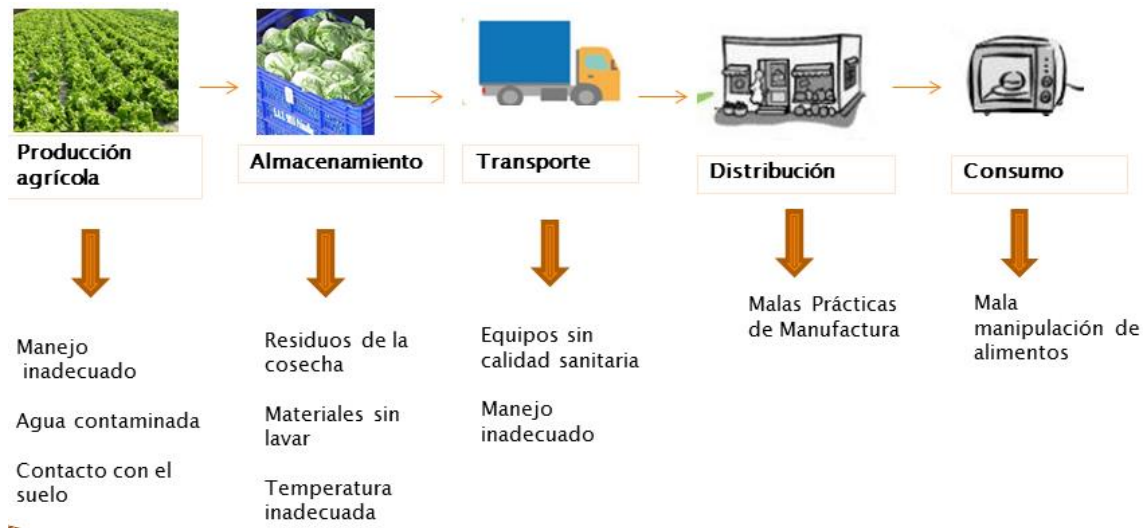 Producción
agrícola
Almacenamiento
Transporte
Distribución
Consumo
Manejo
inadecuado
Agua contaminada
Contacto con el
suelo
Residuos de la
cosecha
Materiales sin
lavar
Temperatura
inadecuada
Equipos sin
calidad sanitaria
Manejo
inadecuado
Malas Prácticas
de Manufactura
Mala
manipulación de
alimentos